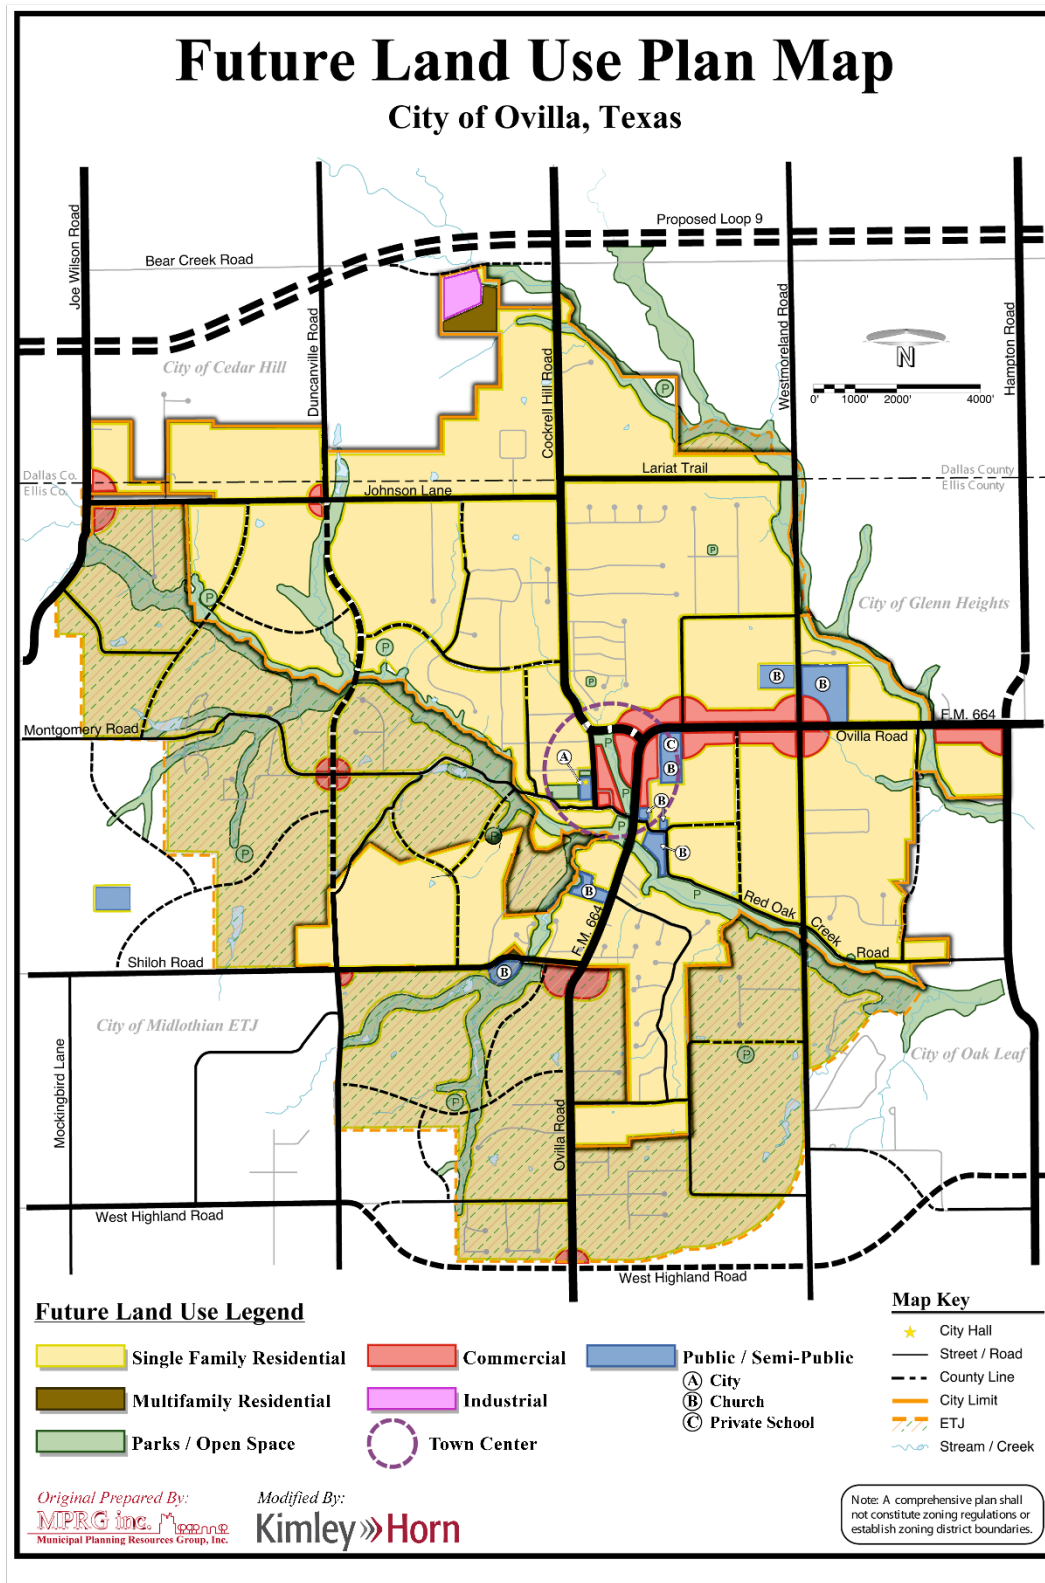 Future Land Use Plan Map
City of Ovilla, Texas
Proposed Loop 9
Bear Creek Road
Joe Wilson Road
Duncanville Road
Cockrell Hill Road
Westmoreland Road
Hampton Road
City of Cedar Hill
N
0' 1000' 2000' 4000'
P
Lariat Trail
Dallas Co.
Ellis Co.
Dallas County
Ellis County
Johnson Lane
P
P
City of Glenn Heights
P
P
B
B
Montgomery Road
F.M. 664
Ovilla Road
P
C
A
B
P
B
P
P
B
P
B
P
Red Oak
Creek
Road
F.M. 664
Shiloh Road
B
City of Midlothian ETJ
City of Oak Leaf
P
P
Mockingbird Lane
Ovilla Road
West Highland Road
West Highland Road
Future Land Use Legend
Single Family Residential
Multifamily Residential
Parks / Open Space
Commercial
Industrial
Town Center
Public / Semi-Public
A City
B Church
C Private School
Map Key
City Hall
Street / Road
County Line
City Limit
ETJ
Stream / Creek
Original Prepared By:
MPRG inc.
Municipal Planning Resources Group, Inc.
Modified By:
Kimley»Horn
Note: A comprehensive plan shall
not constitute zoning regulations or
establish zoning district boundaries.